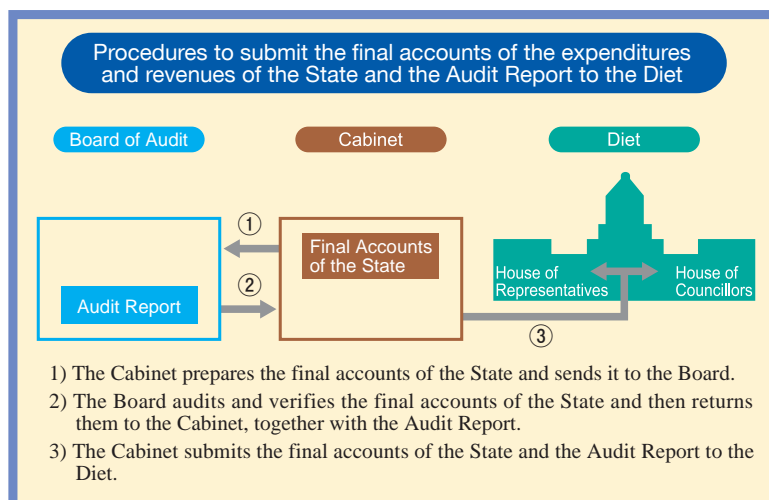 Procedures to submit the final accounts of the expenditures
and revenues of the State and the Audit Report to the Diet
Board of Audit
Cabinet
Diet
①
Final Accounts
of the State
House of
Representatives
House of
Councillors
②
Audit Report
③
1) The Cabinet prepares the final accounts of the State and sends it to the Board.
2) The Board audits and verifies the final accounts of the State and then returns
them to the Cabinet, together with the Audit Report.
3) The Cabinet submits the final accounts of the State and the Audit Report to the
Diet.